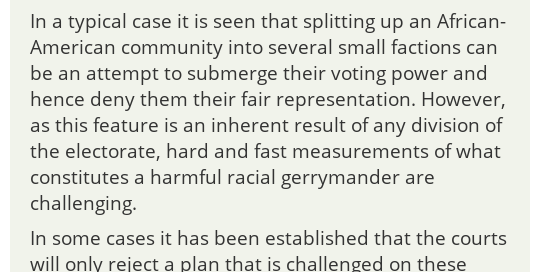 In a typical case it is seen that splitting up an African-
American community into several small factions can
be an attempt to submerge their voting power and
hence deny them their fair representation. However,
as this feature is an inherent result of any division of
the electorate, hard and fast measurements of what
constitutes a harmful racial gerrymander are
challenging.
In some cases it has been established that the courts
will only reject a plan that is challenged on these